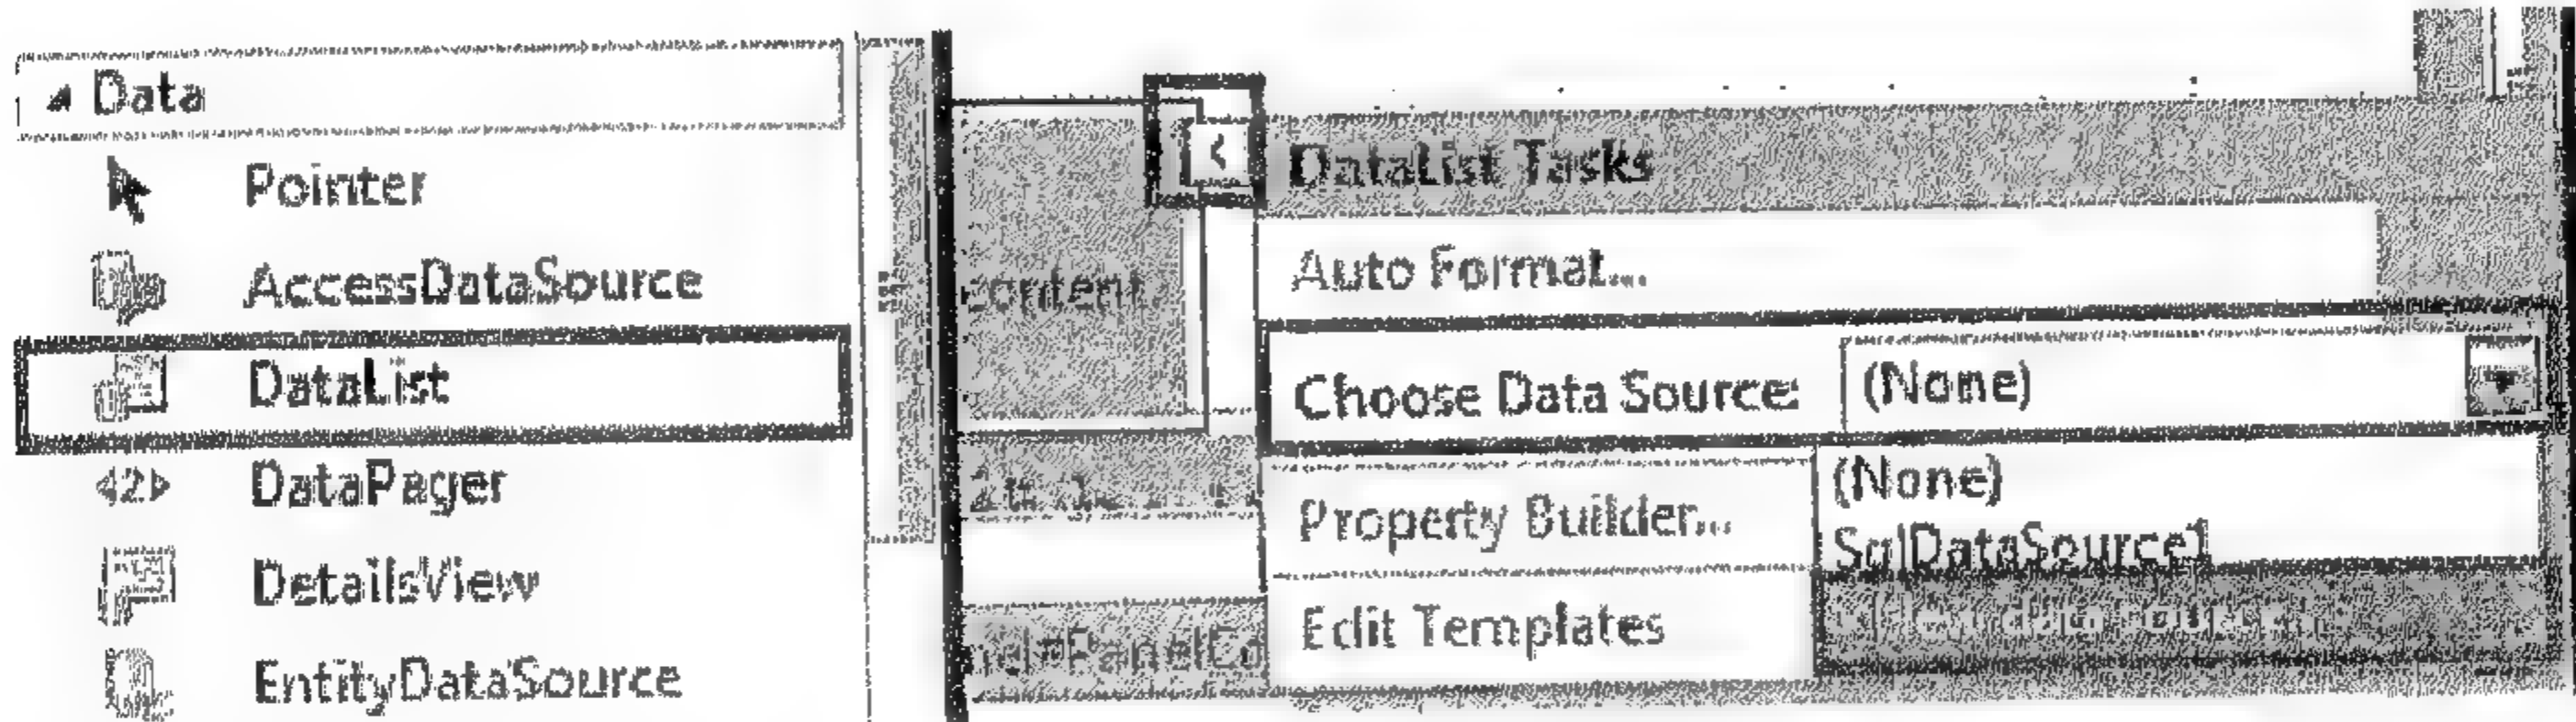 Data
Pointer
AccessDataSource
DataList
DataPager
DetailsView
EntityDataSource
DataList Tasks
Auto Format...
Choose Data Source: (None)
(None)
SqlDataSource1
Property Builder...
Edit Templates